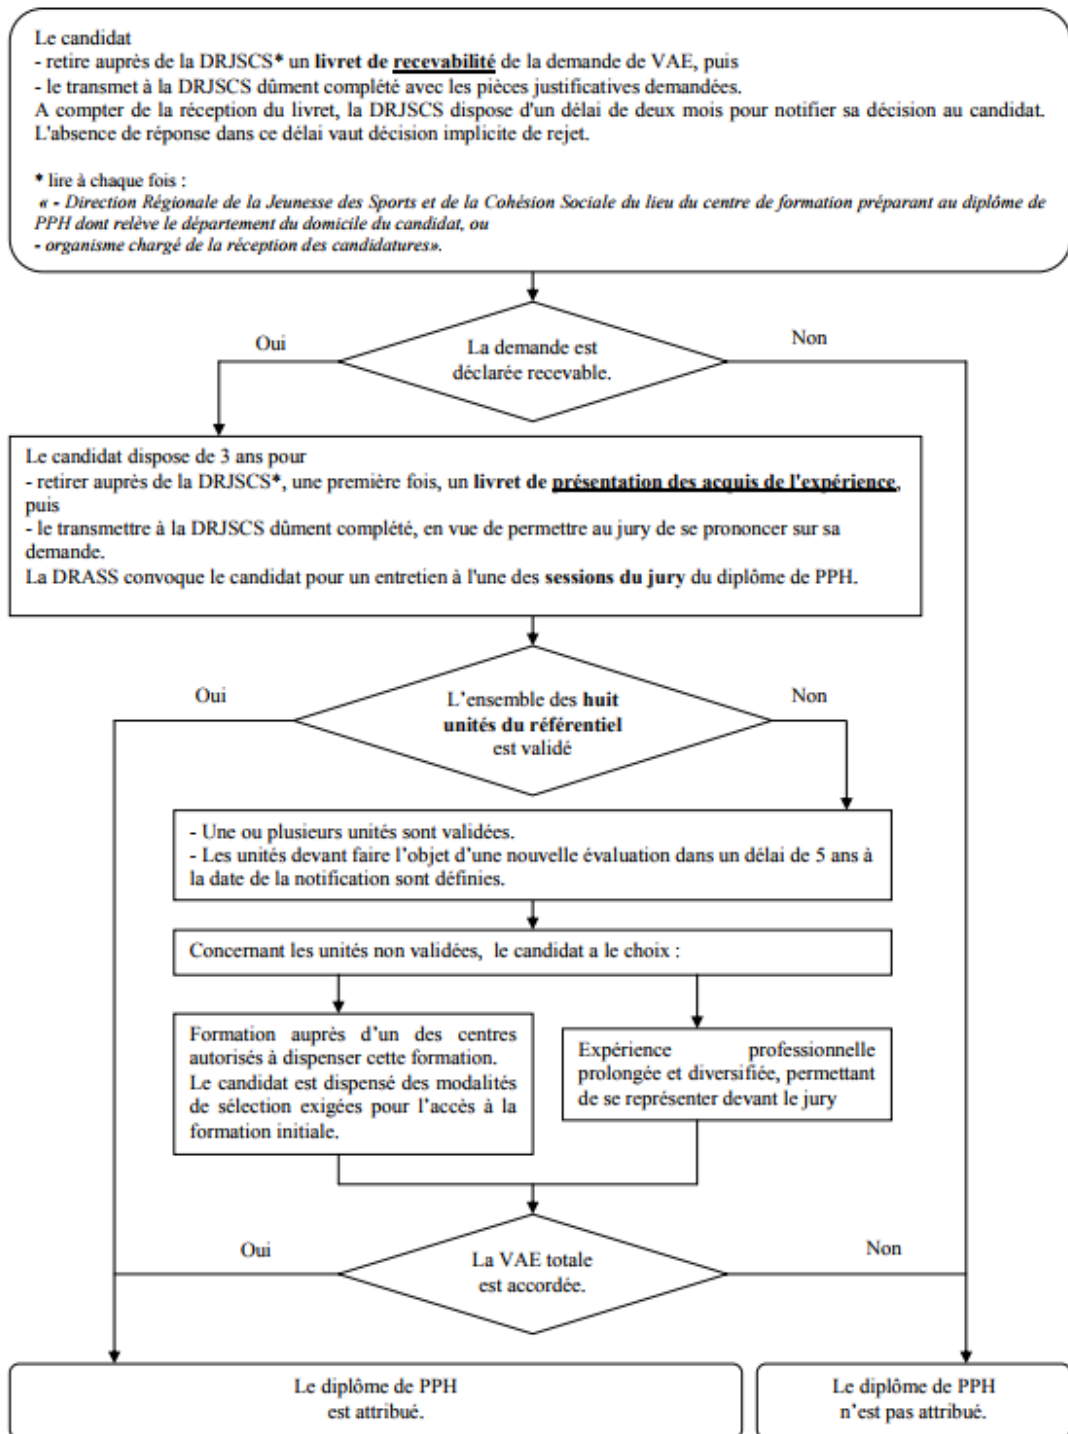 Le candidat
- retire auprès de la DRJSCS* un livret de recevabilité de la demande de VAE, puis
- le transmet à la DRJSCS dûment complété avec les pièces justificatives demandées.
A compter de la réception du livret, la DRJSCS dispose d'un délai de deux mois pour notifier sa décision au candidat.
L'absence de réponse dans ce délai vaut décision implicite de rejet.
* lire à chaque fois :
« - Direction Régionale de la Jeunesse des Sports et de la Cohésion Sociale du lieu du centre de formation préparant au diplôme de
PPH dont relève le département du domicile du candidat, ou
- organisme chargé de la réception des candidatures».
Oui
La demande est
déclarée recevable.
Non
Le candidat dispose de 3 ans pour
- retirer auprès de la DRJSCS*, une première fois, un livret de présentation des acquis de l'expérience,
puis
- le transmettre à la DRJSCS dûment complété, en vue de permettre au jury de se prononcer sur sa
demande.
La DRASS convoque le candidat pour un entretien à l'une des sessions du jury du diplôme de PPH.
Oui
L'ensemble des huit
unités du référentiel
est validé
Non
- Une ou plusieurs unités sont validées.
- Les unités devant faire l'objet d'une nouvelle évaluation dans un délai de 5 ans à
la date de la notification sont définies.
Concernant les unités non validées, le candidat a le choix :
Formation auprès d'un des centres
autorisés à dispenser cette formation.
Le candidat est dispensé des modalités
de sélection exigées pour l'accès à la
formation initiale.
Expérience professionnelle
prolongée et diversifiée, permettant
de se représenter devant le jury
Oui
La VAE totale
est accordée.
Non
Le diplôme de PPH
est attribué.
Le diplôme de PPH
n'est pas attribué.